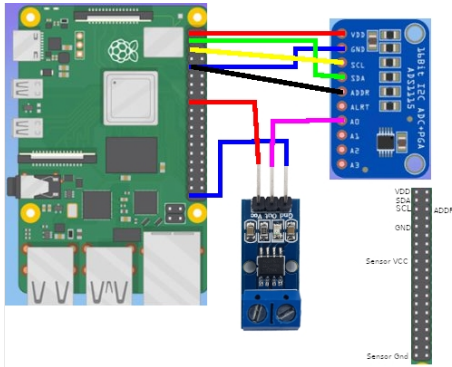 VDD
GND
SCL
SDA
ADDR
ALRT
A0
A1
A2
A3
16Bit I2C ADC+PGA
ADS1115
Vcc Out Gnd
VDD
SDA
SCL
ADDR
GND
Sensor VCC
Sensor Gnd